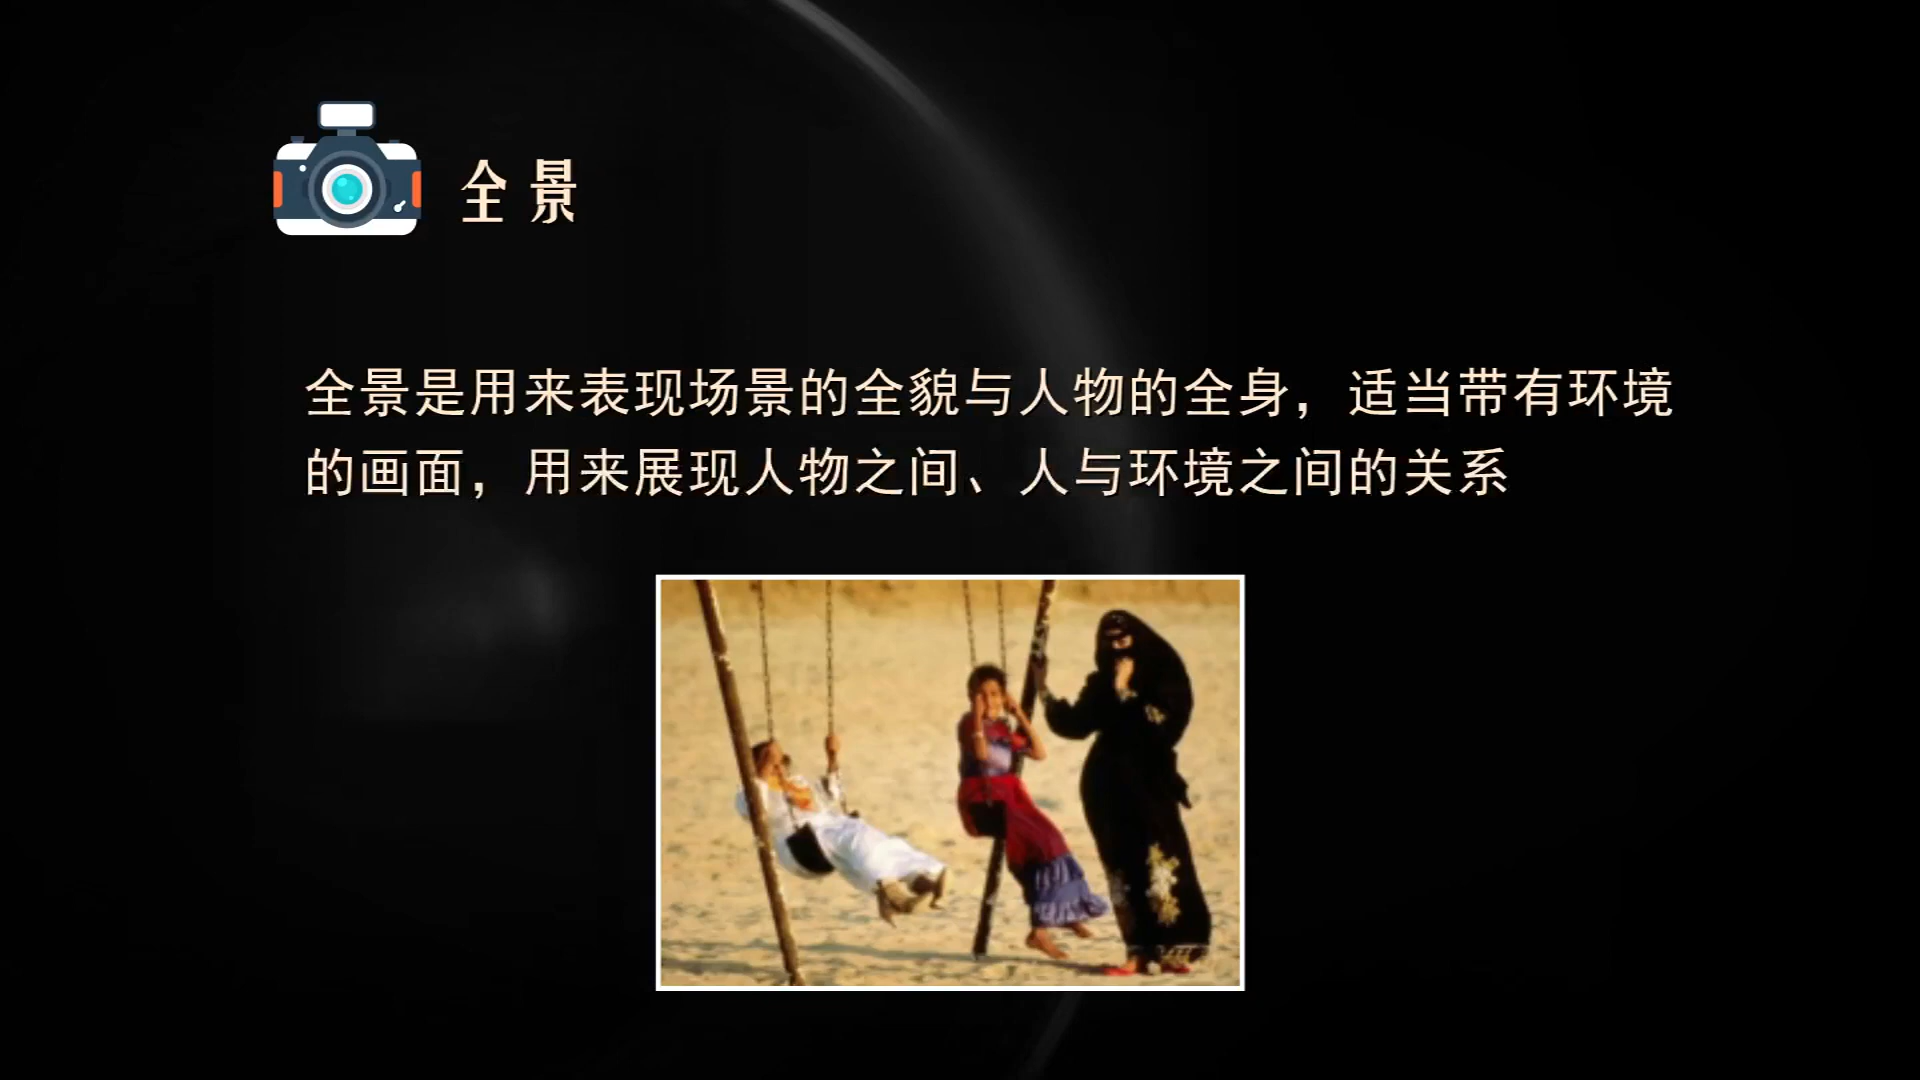 全景
全景是用来表现场景的全貌与人物的全身，适当带有环境
的画面，用来展现人物之间、人与环境之间的关系